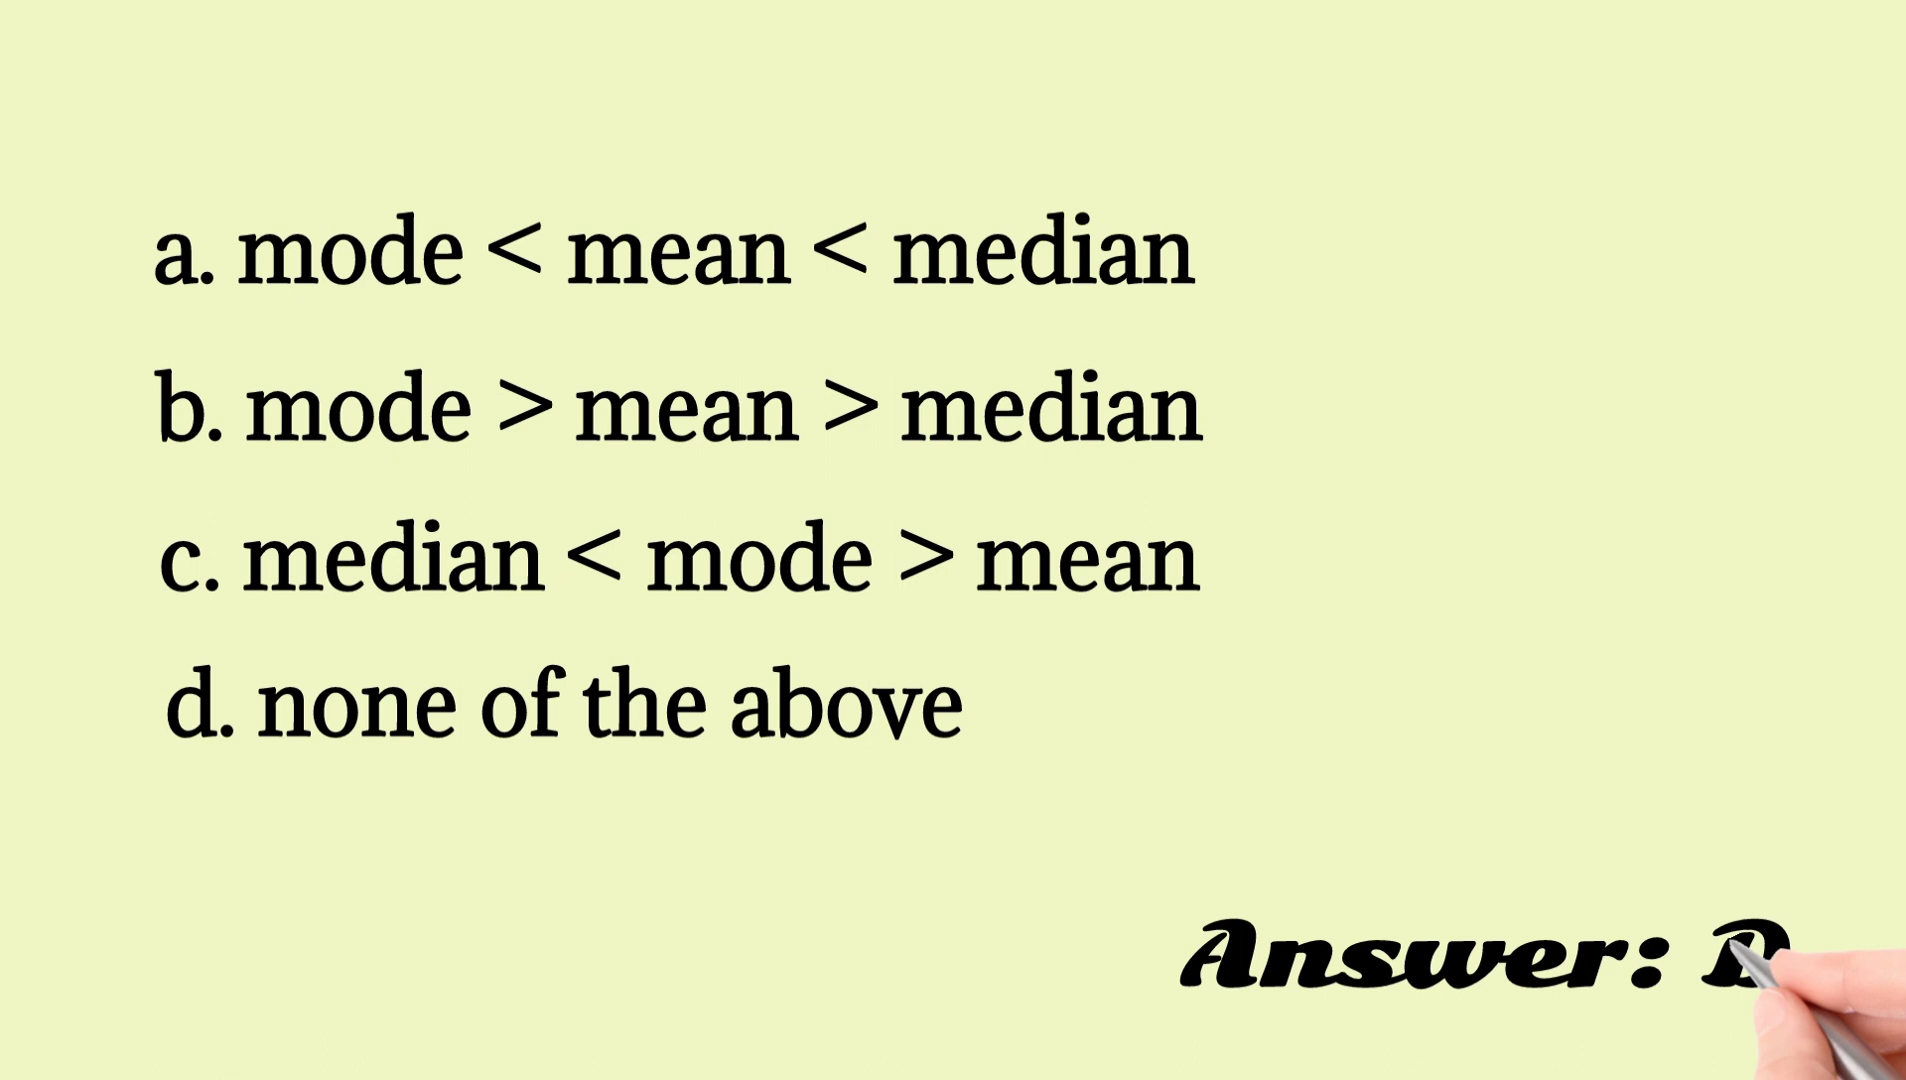 a. mode < mean < median
b. mode > mean > median
c. median < mode > mean
d. none of the above
Answer: D